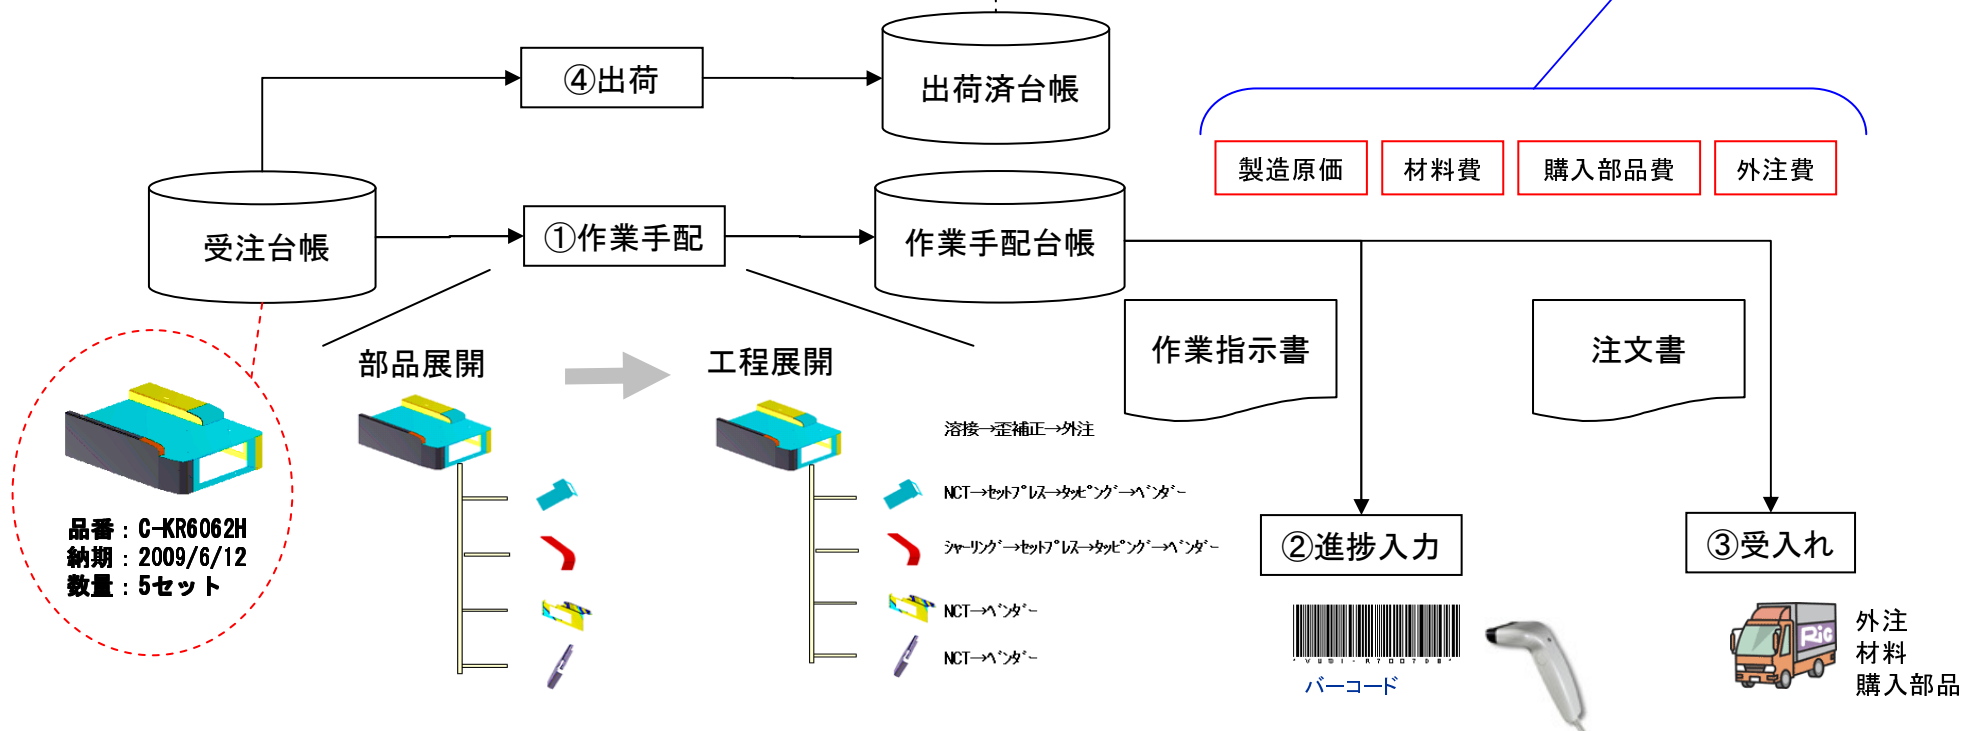 ④出荷
出荷済台帳
製造原価
材料費
購入部品費
外注費
受注台帳
①作業手配
作業手配台帳
作業指示書
注文書
部品展開
工程展開
溶接→歪補正→外注
NCT→ｾｯﾄﾌﾟﾚｽ→ﾀｯﾋﾟﾝｸﾞ→ﾍﾞﾝﾀﾞｰ
ｼｬｰﾘﾝｸﾞ→ｾｯﾄﾌﾟﾚｽ→ﾀｯﾋﾟﾝｸﾞ→ﾍﾞﾝﾀﾞｰ
NCT→ﾍﾞﾝﾀﾞｰ
NCT→ﾍﾞﾝﾀﾞｰ
品番：C-KR6062H
納期：2009/6/12
数量：5セット
②進捗入力
③受入れ
バーコード
Ric
外注
材料
購入部品